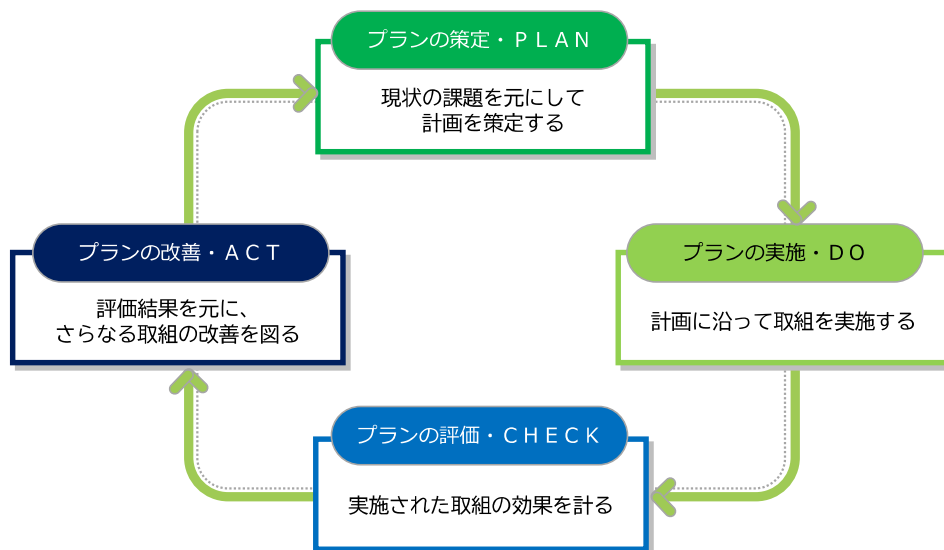 プランの策定・ＰＬＡＮ
現状の課題を元にして
計画を策定する
プランの改善・ＡＣＴ
評価結果を元に、
さらなる取組の改善を図る
プランの実施・ＤＯ
計画に沿って取組を実施する
プランの評価・ＣＨＥＣＫ
実施された取組の効果を計る